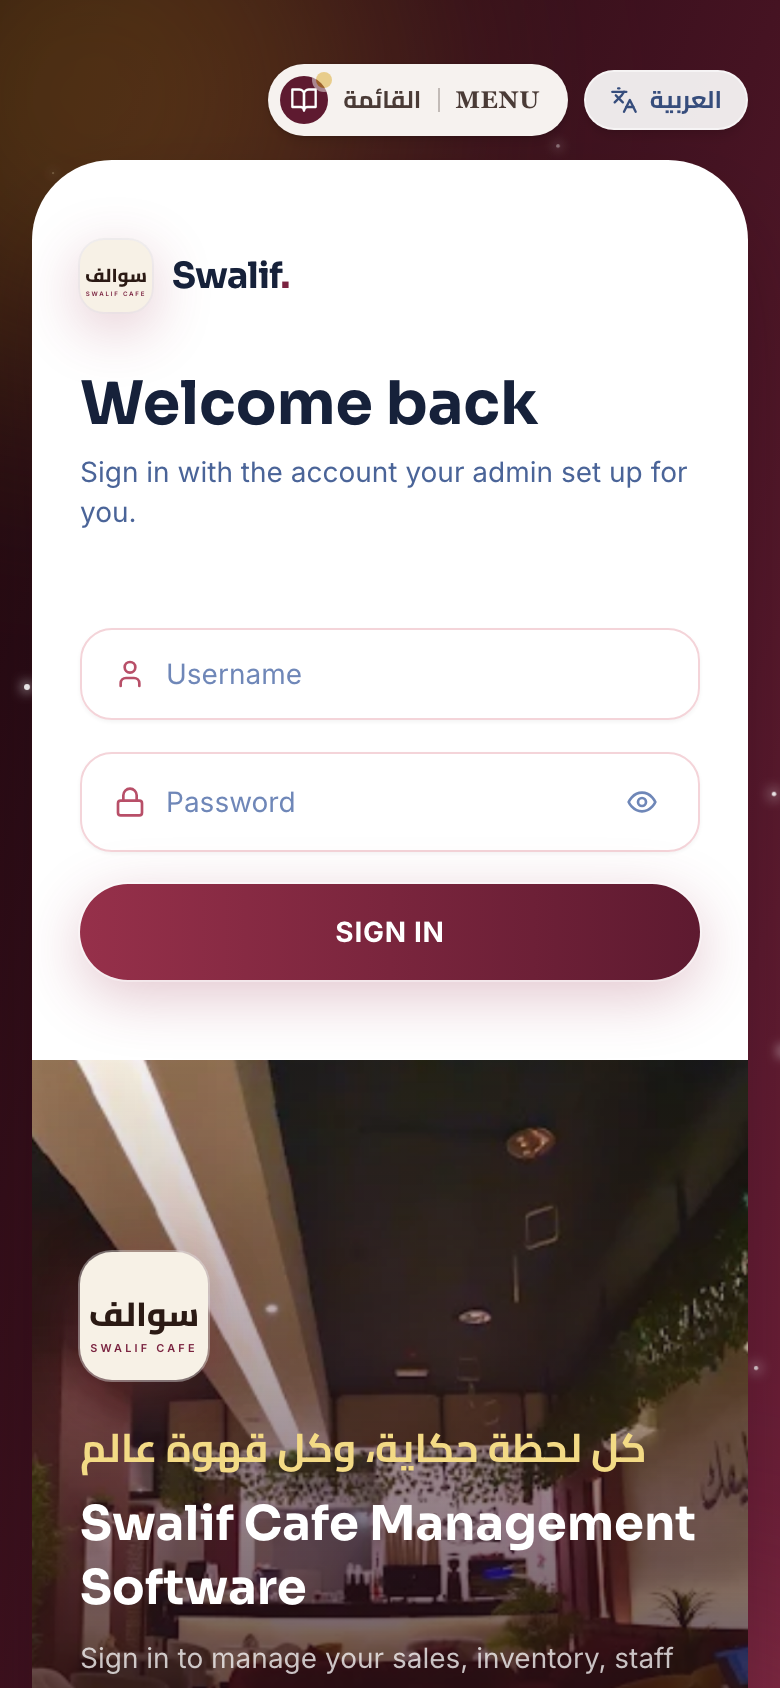 القائمة | MENU
العربية
سوالف
SWALIF CAFE
Swalif.
Welcome back
Sign in with the account your admin set up for
you.
Username
Password
SIGN IN
سوالف
SWALIF CAFE
كل لحظة حكاية، وكل قهوة عالم
Swalif Cafe Management
Software
Sign in to manage your sales, inventory, staff